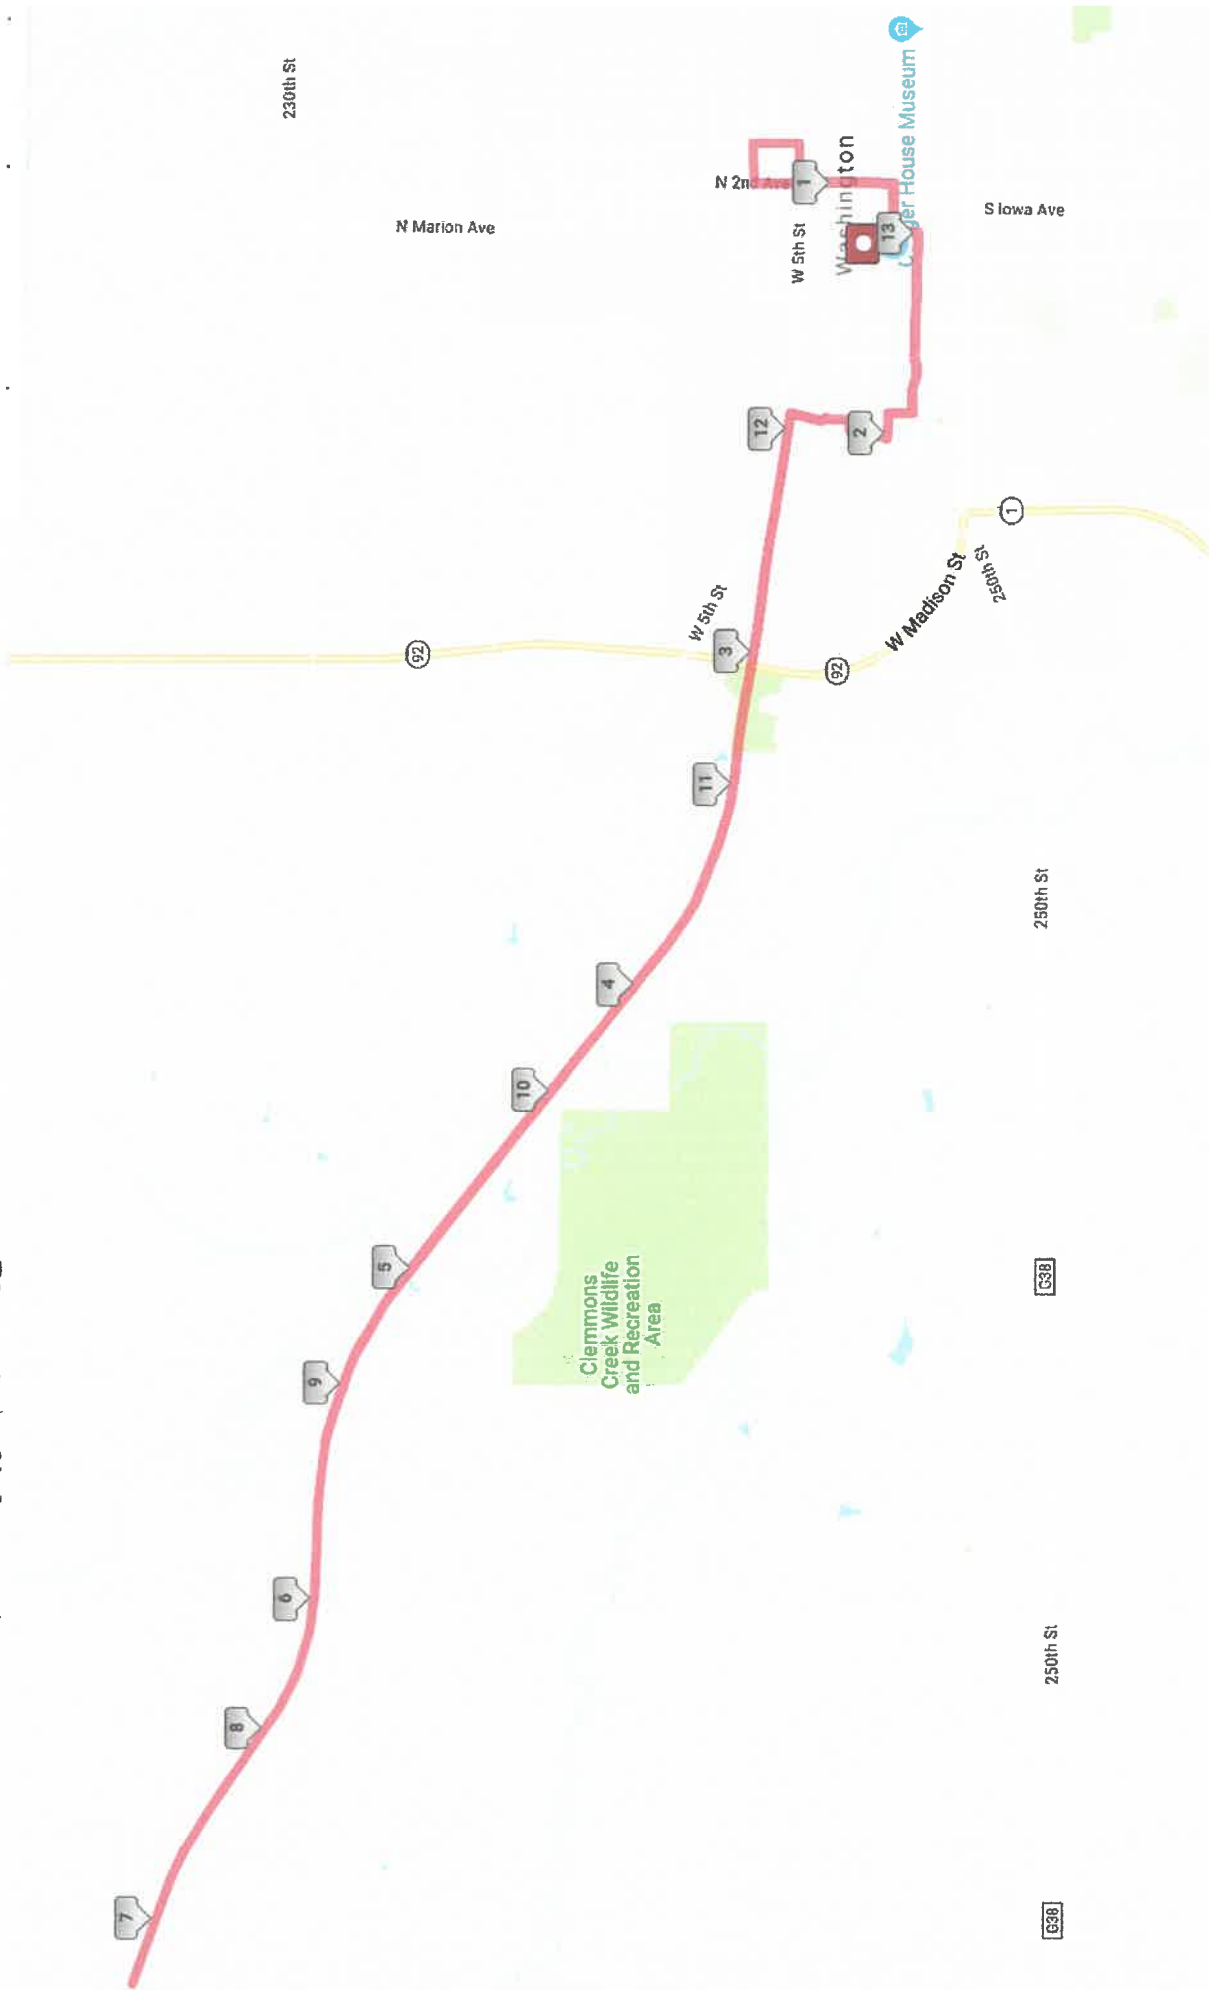 230th St
N Marion Ave
N 2nd Ave
1
Washington
W 5th St
13
S Iowa Ave
er House Museum
12
2
1
250th St
W Madison St
W 5th St
3
92
92
11
250th St
4
10
5
9
Clemmons
Creek Wildlife
and Recreation
Area
G38
6
250th St
8
7
G38